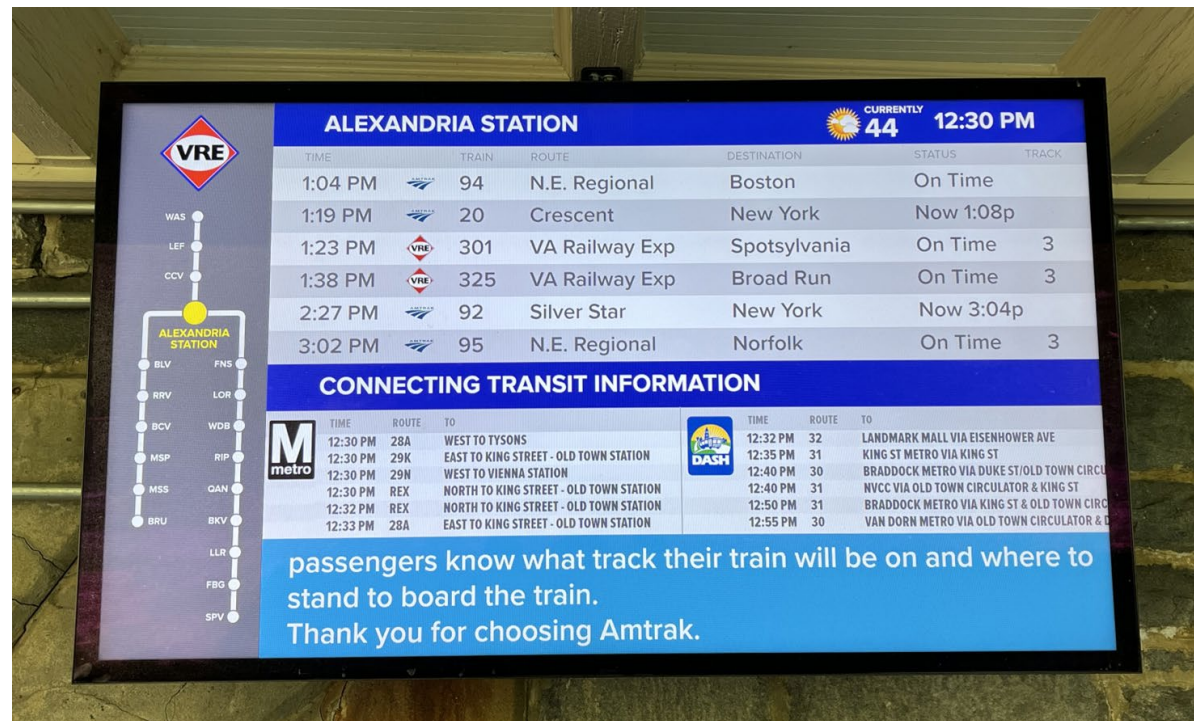 VRE
WAS
LEF
CCV
ALEXANDRIA
STATION
BLV
RRV
BCV
MSP
MSS
BRU
FNS
LOR
WDB
RIP
QAN
BKV
LLR
FBG
SPV
ALEXANDRIA STATION CURRENTLY 44 12:30 PM
TIME TRAIN ROUTE DESTINATION STATUS TRACK
1:04 PM AMTRAK 94 N.E. Regional Boston On Time
1:19 PM AMTRAK 20 Crescent New York Now 1:08p
1:23 PM VRE 301 VA Railway Exp Spotsylvania On Time 3
1:38 PM VRE 325 VA Railway Exp Broad Run On Time 3
2:27 PM AMTRAK 92 Silver Star New York Now 3:04p
3:02 PM AMTRAK 95 N.E. Regional Norfolk On Time 3
CONNECTING TRANSIT INFORMATION
M
metro
TIME ROUTE TO
12:30 PM 28A WEST TO TYSONS
12:30 PM 29K EAST TO KING STREET - OLD TOWN STATION
12:30 PM 29N WEST TO VIENNA STATION
12:30 PM REX NORTH TO KING STREET - OLD TOWN STATION
12:32 PM REX NORTH TO KING STREET - OLD TOWN STATION
12:33 PM 28A EAST TO KING STREET - OLD TOWN STATION
DASH
TIME ROUTE TO
12:32 PM 32 LANDMARK MALL VIA EISENHOWER AVE
12:35 PM 31 KING ST METRO VIA KING ST
12:40 PM 30 BRADDOCK METRO VIA DUKE ST/OLD TOWN CIRCU
12:40 PM 31 NVCC VIA OLD TOWN CIRCULATOR & KING ST
12:50 PM 31 BRADDOCK METRO VIA KING ST & OLD TOWN CIRC
12:55 PM 30 VAN DORN METRO VIA OLD TOWN CIRCULATOR & D
passengers know what track their train will be on and where to
stand to board the train.
Thank you for choosing Amtrak.